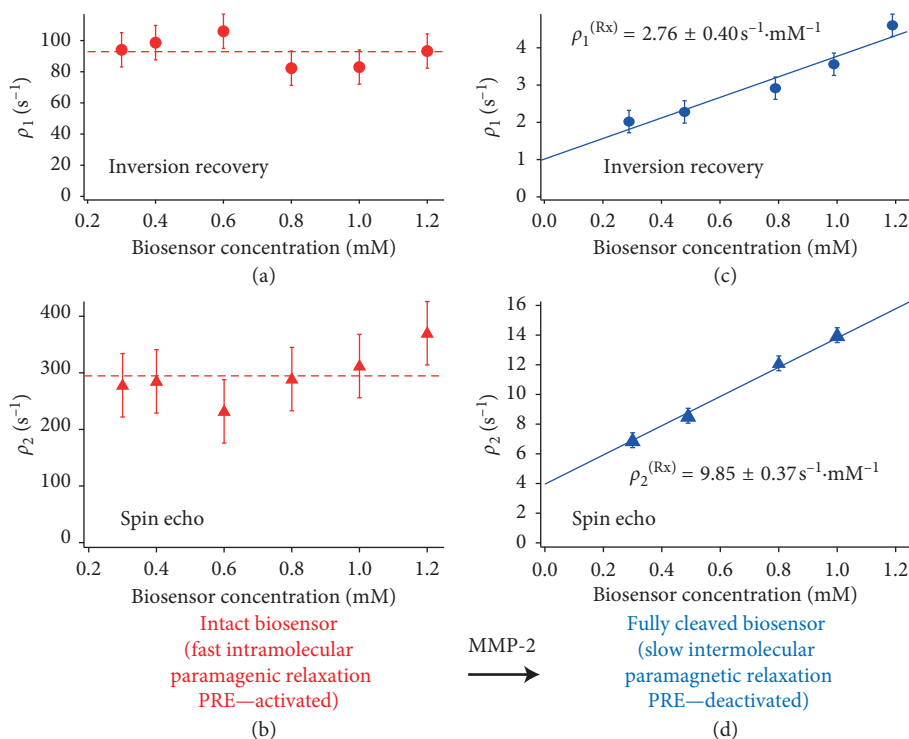 100
80
60
40
20
0
ρ1 (s−1)
Inversion recovery
0.2 0.4 0.6 0.8 1.0 1.2
Biosensor concentration (mM)
(a)
5
4
3
2
1
0
ρ1 (s−1)
ρ1(Rx) = 2.76 ± 0.40 s−1·mM−1
Inversion recovery
0.0 0.2 0.4 0.6 0.8 1.0 1.2
Biosensor concentration (mM)
(c)
400
300
200
100
0
ρ2 (s−1)
Spin echo
0.2 0.4 0.6 0.8 1.0 1.2
Biosensor concentration (mM)
Intact biosensor
(fast intramolecular
paramagenic relaxation
PRE—activated)
(b)
MMP-2
16
14
12
10
8
6
4
2
0
ρ2 (s−1)
ρ2(Rx) = 9.85 ± 0.37 s−1·mM−1
Spin echo
0.0 0.2 0.4 0.6 0.8 1.0 1.2
Biosensor concentration (mM)
Fully cleaved biosensor
(slow intermolecular
paramagnetic relaxation
PRE—deactivated)
(d)